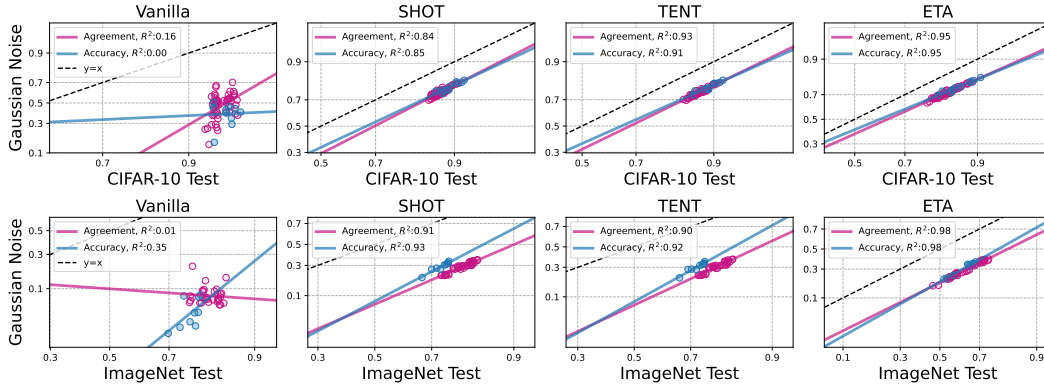 Vanilla
SHOT
TENT
ETA
Gaussian Noise
Agreement, R²:0.16
Accuracy, R²:0.00
y=x
0.9
0.7
0.5
0.3
0.1
0.7 0.9
CIFAR-10 Test
Agreement, R²:0.84
Accuracy, R²:0.85
0.9
0.7
0.5
0.3
0.5 0.7 0.9
CIFAR-10 Test
Agreement, R²:0.93
Accuracy, R²:0.91
0.9
0.7
0.5
0.3
0.5 0.7 0.9
CIFAR-10 Test
Agreement, R²:0.95
Accuracy, R²:0.95
0.9
0.7
0.5
0.3
0.5 0.7 0.9
CIFAR-10 Test
Vanilla
SHOT
TENT
ETA
Gaussian Noise
Agreement, R²:0.01
Accuracy, R²:0.35
y=x
0.5
0.3
0.1
0.3 0.5 0.7 0.9
ImageNet Test
Agreement, R²:0.91
Accuracy, R²:0.93
0.7
0.5
0.3
0.1
0.3 0.5 0.7 0.9
ImageNet Test
Agreement, R²:0.90
Accuracy, R²:0.92
0.7
0.5
0.3
0.1
0.3 0.5 0.7 0.9
ImageNet Test
Agreement, R²:0.98
Accuracy, R²:0.98
0.7
0.5
0.3
0.1
0.1 0.3 0.5 0.7 0.9
ImageNet Test